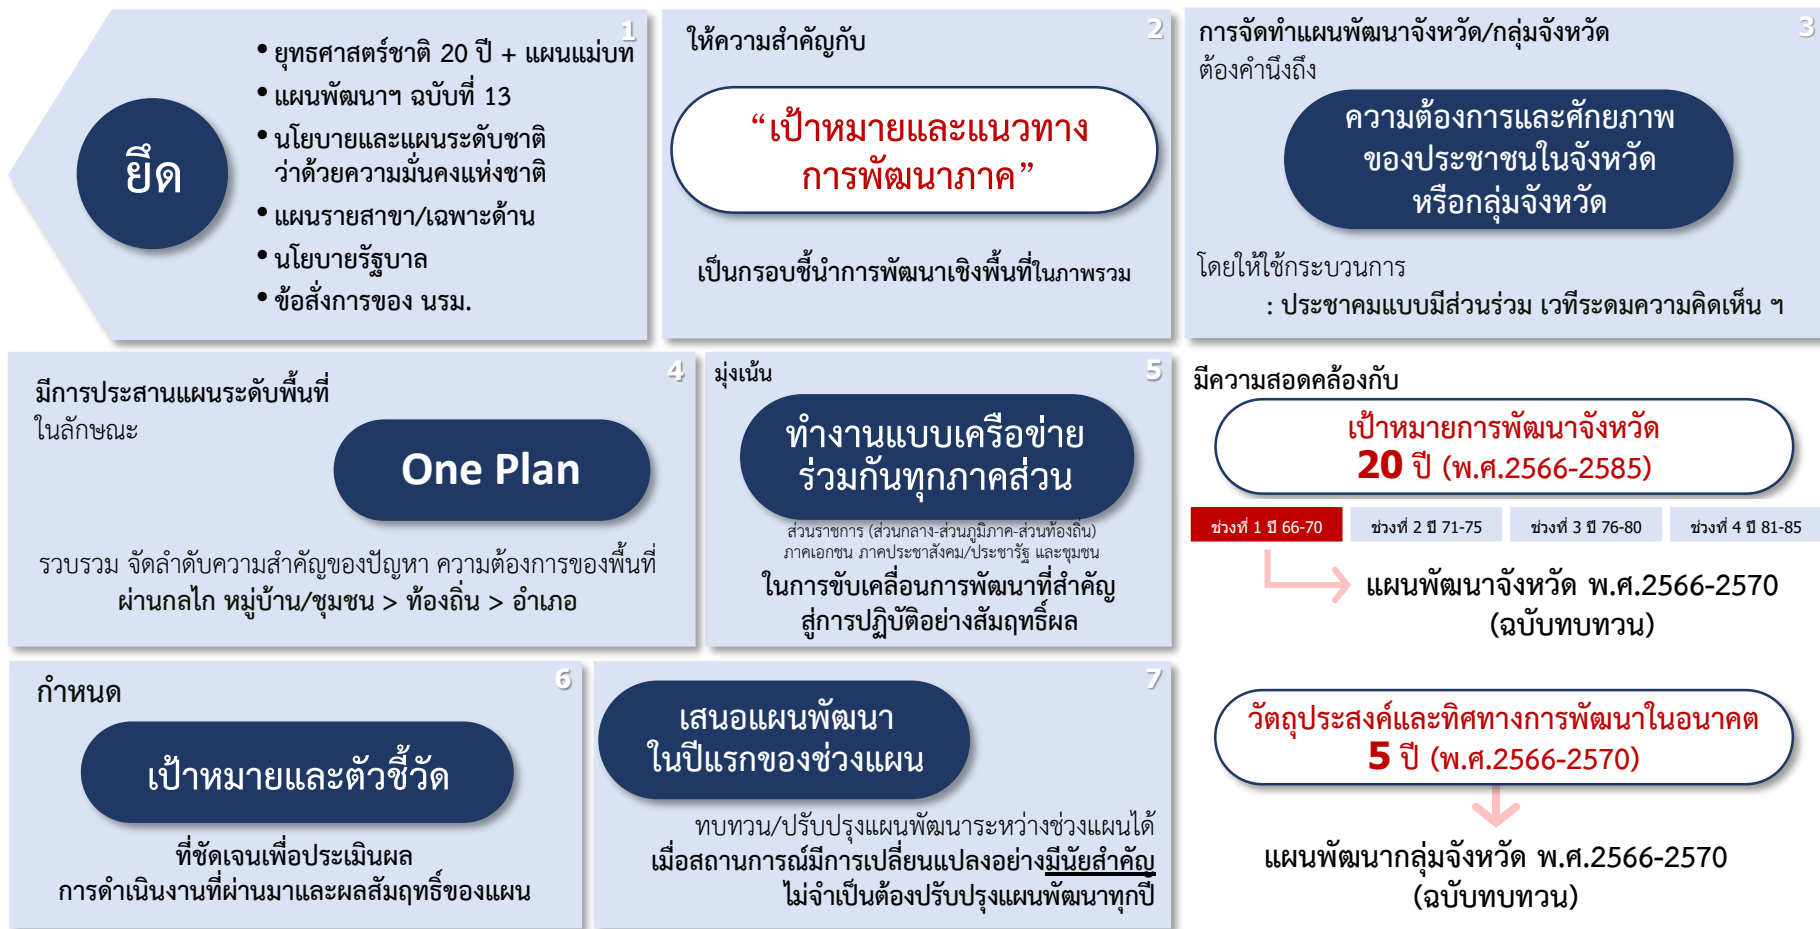 1
ยึด
• ยุทธศาสตร์ชาติ 20 ปี + แผนแม่บท
• แผนพัฒนาฯ ฉบับที่ 13
• นโยบายและแผนระดับชาติ
ว่าด้วยความมั่นคงแห่งชาติ
• แผนรายสาขา/เฉพาะด้าน
• นโยบายรัฐบาล
• ข้อสั่งการของ นรม.
2
ให้ความสำคัญกับ
“เป้าหมายและแนวทาง
การพัฒนาภาค”
เป็นกรอบชี้นำการพัฒนาเชิงพื้นที่ในภาพรวม
3
การจัดทำแผนพัฒนาจังหวัด/กลุ่มจังหวัด
ต้องคำนึงถึง
ความต้องการและศักยภาพ
ของประชาชนในจังหวัด
หรือกลุ่มจังหวัด
โดยให้ใช้กระบวนการ
: ประชาคมแบบมีส่วนร่วม เวทีระดมความคิดเห็น ฯ
4
มีการประสานแผนระดับพื้นที่
ในลักษณะ
One Plan
รวบรวม จัดลำดับความสำคัญของปัญหา ความต้องการของพื้นที่
ผ่านกลไก หมู่บ้าน/ชุมชน > ท้องถิ่น > อำเภอ
5
มุ่งเน้น
ทำงานแบบเครือข่าย
ร่วมกันทุกภาคส่วน
ส่วนราชการ (ส่วนกลาง-ส่วนภูมิภาค-ส่วนท้องถิ่น)
ภาคเอกชน ภาคประชาสังคม/ประชารัฐ และชุมชน
ในการขับเคลื่อนการพัฒนาที่สำคัญ
สู่การปฏิบัติอย่างสัมฤทธิ์ผล
มีความสอดคล้องกับ
เป้าหมายการพัฒนาจังหวัด
20 ปี (พ.ศ.2566-2585)
ช่วงที่ 1 ปี 66-70
ช่วงที่ 2 ปี 71-75
ช่วงที่ 3 ปี 76-80
ช่วงที่ 4 ปี 81-85
แผนพัฒนาจังหวัด พ.ศ.2566-2570
(ฉบับทบทวน)
6
กำหนด
เป้าหมายและตัวชี้วัด
ที่ชัดเจนเพื่อประเมินผล
การดำเนินงานที่ผ่านมาและผลสัมฤทธิ์ของแผน
7
เสนอแผนพัฒนา
ในปีแรกของช่วงแผน
ทบทวน/ปรับปรุงแผนพัฒนาระหว่างช่วงแผนได้
เมื่อสถานการณ์มีการเปลี่ยนแปลงอย่างมีนัยสำคัญ
ไม่จำเป็นต้องปรับปรุงแผนพัฒนาทุกปี
วัตถุประสงค์และทิศทางการพัฒนาในอนาคต
5 ปี (พ.ศ.2566-2570)
แผนพัฒนากลุ่มจังหวัด พ.ศ.2566-2570
(ฉบับทบทวน)